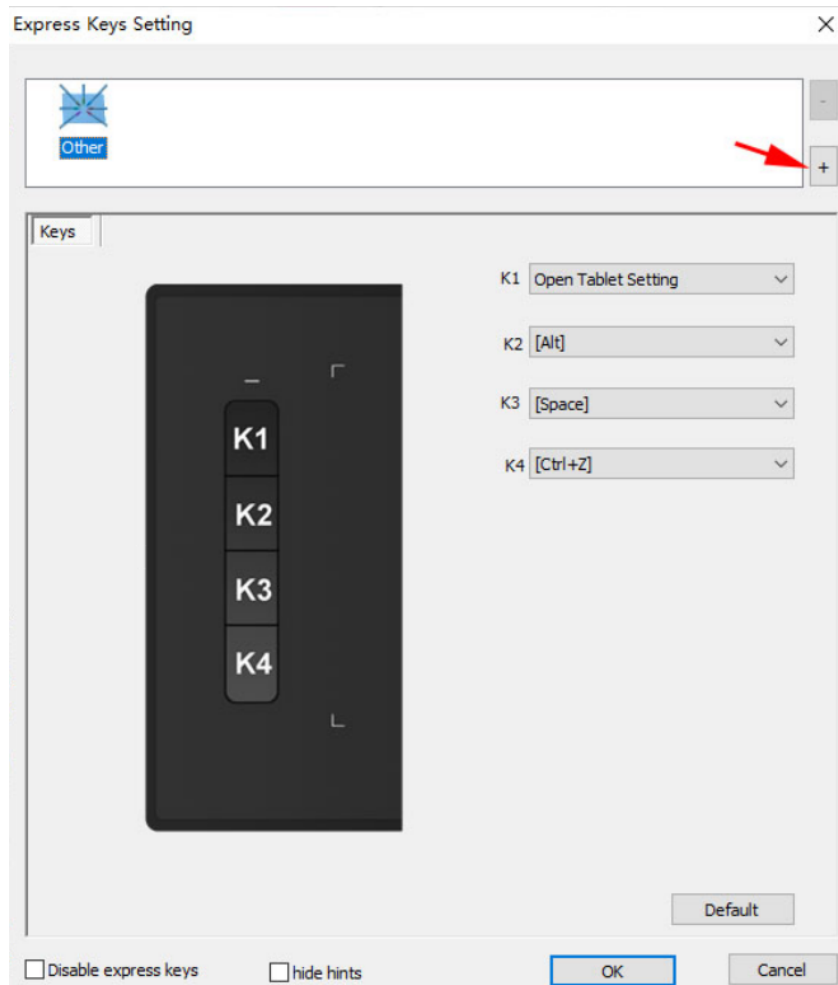 Express Keys Setting
-
Other
+
Keys
K1 Open Tablet Setting
K2 [Alt]
K3 [Space]
K4 [Ctrl+Z]
K1
K2
K3
K4
Default
Disable express keys
hide hints
OK
Cancel